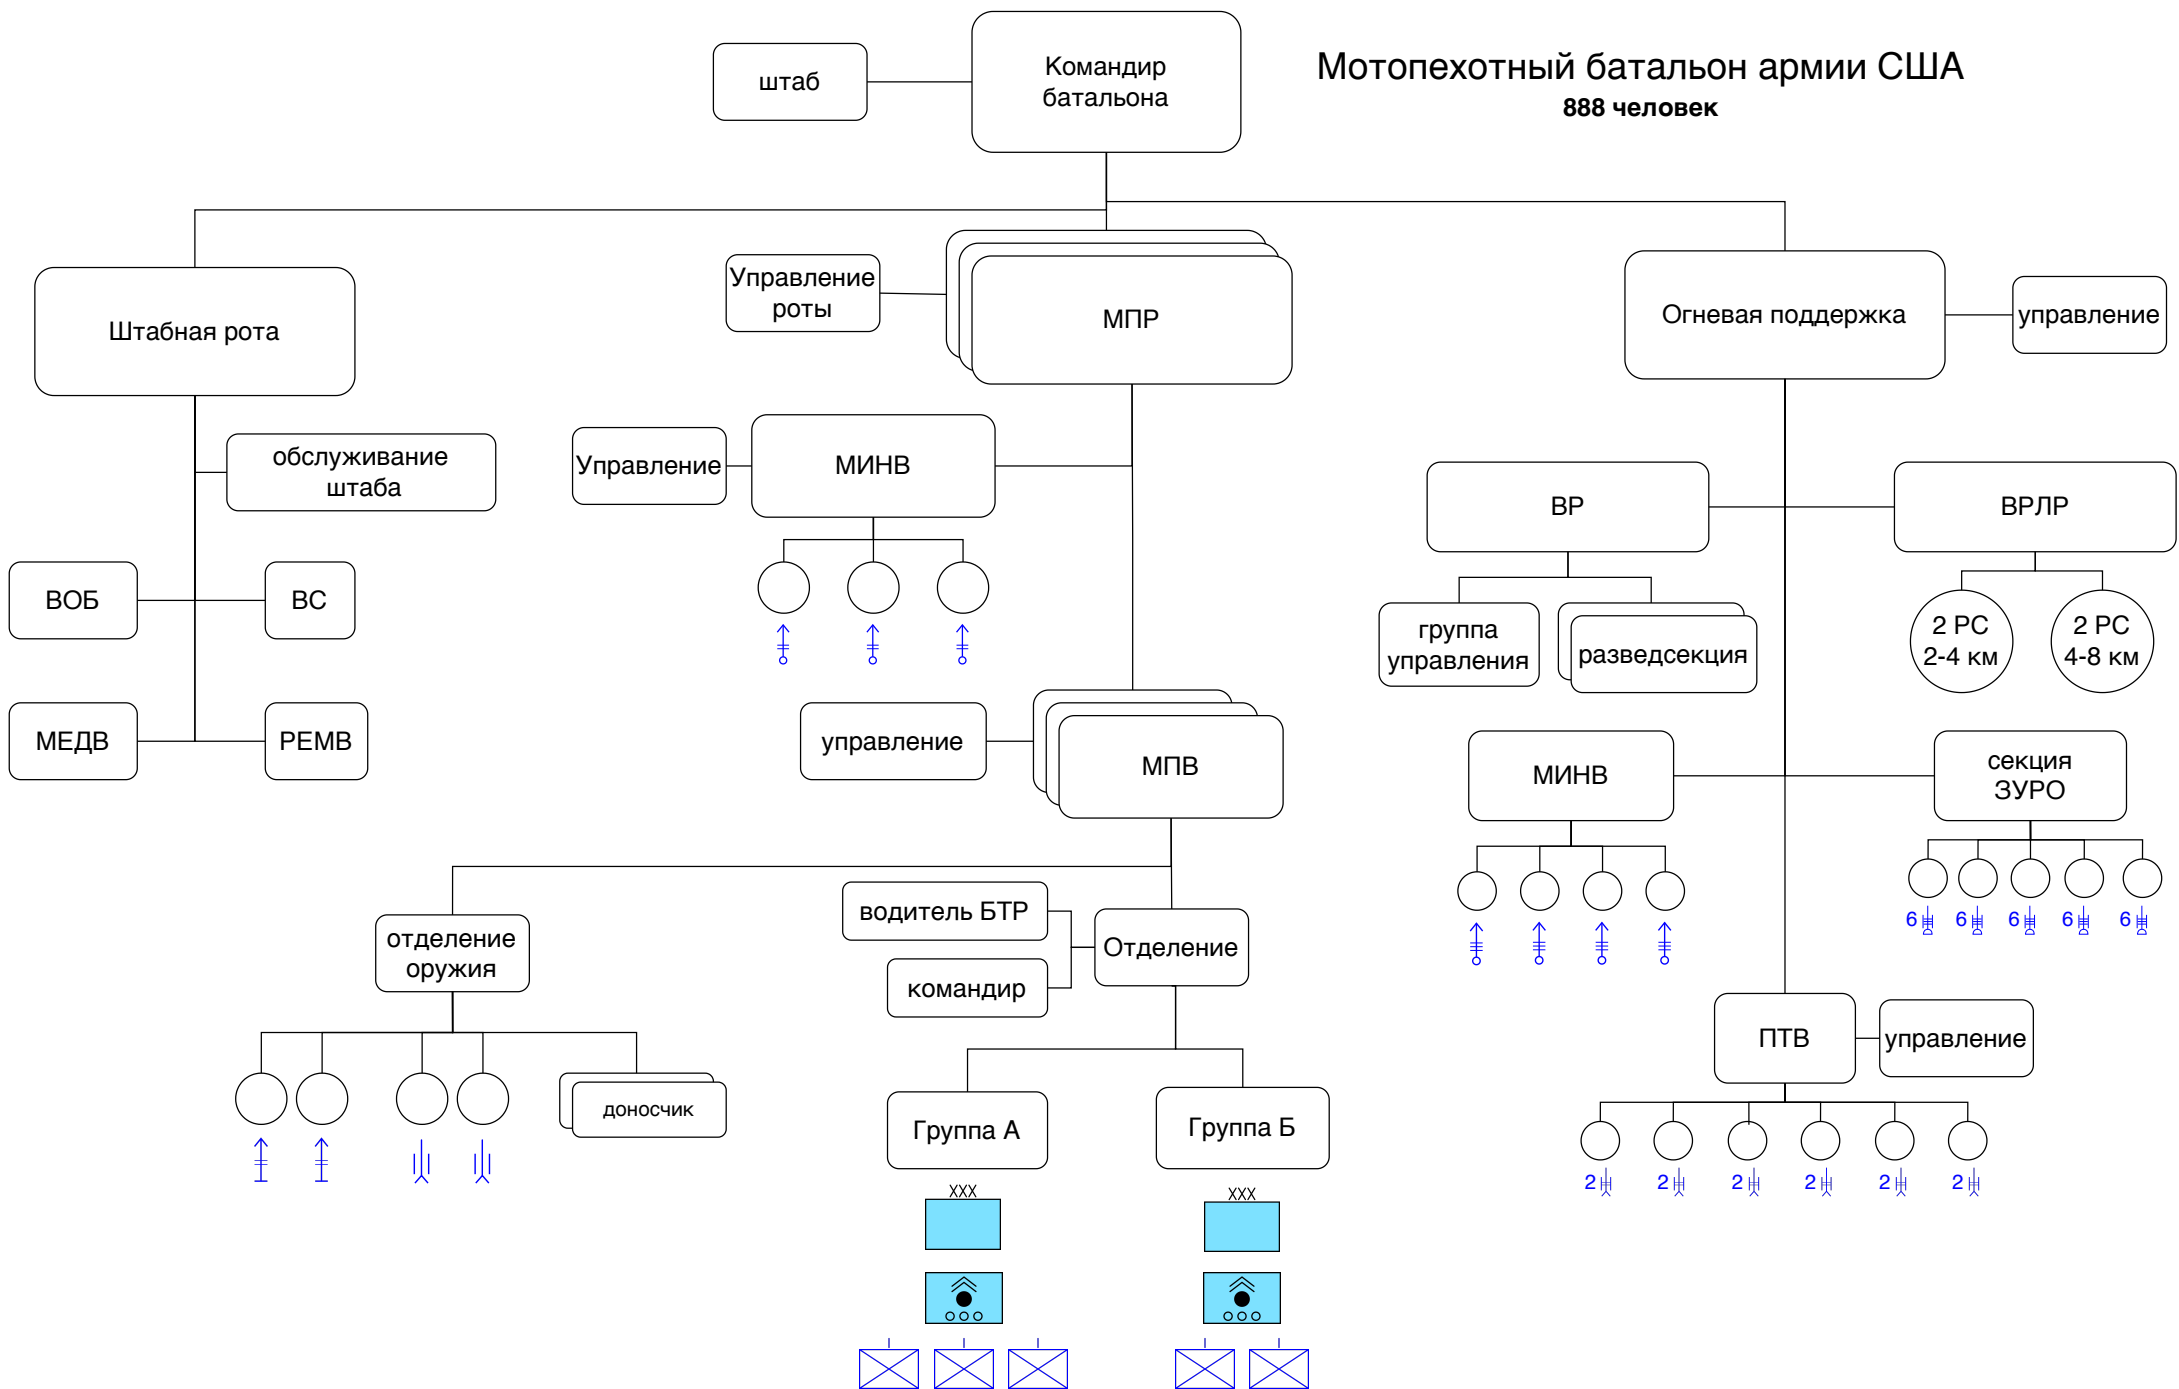 Мотопехотный батальон армии США
888 человек
штаб
Командир
батальона
Штабная рота
Управление
роты
МПР
Огневая поддержка
управление
обслуживание
штаба
Управление
МИНВ
ВР
ВРЛР
ВОБ
ВС
группа
управления
разведсекция
2 РС
2-4 км
2 РС
4-8 км
МЕДВ
РЕМВ
управление
МПВ
МИНВ
секция
ЗУРО
6
6
6
6
6
отделение
оружия
водитель БТР
командир
Отделение
ПТВ
управление
доносчик
Группа А
Группа Б
2
2
2
2
2
2
XXX
XXX